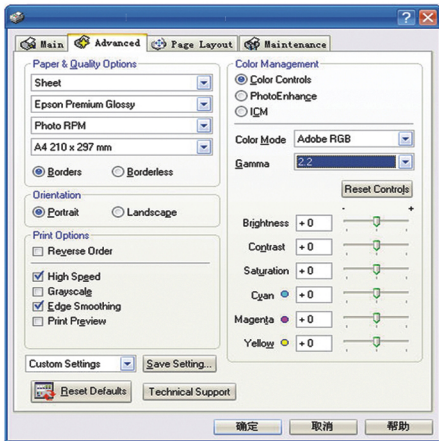 Main
Advanced
Page Layout
Maintenance
Paper & Quality Options
Sheet
Epson Premium Glossy
Photo RPM
A4 210 x 297 mm
Borders
Borderless
Orientation
Portrait
Landscape
Print Options
Reverse Order
High Speed
Grayscale
Edge Smoothing
Print Preview
Custom Settings
Save Setting...
Reset Defaults
Technical Support
Color Management
Color Controls
PhotoEnhance
ICM
Color Mode
Adobe RGB
Gamma
2.2
Reset Controls
- +
Brightness + 0
Contrast + 0
Saturation + 0
Cyan + 0
Magenta + 0
Yellow + 0
确定
取消
帮助